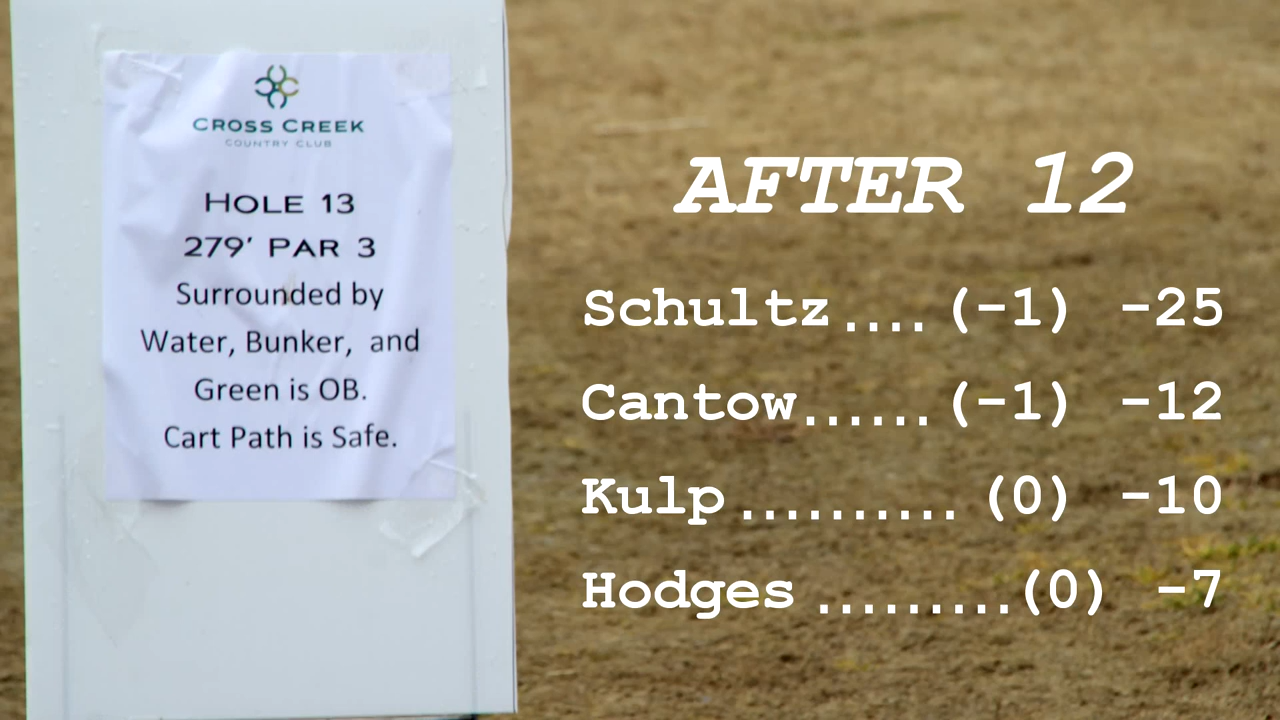 CROSS CREEK
COUNTRY CLUB
HOLE 13
279' PAR 3
Surrounded by
Water, Bunker, and
Green is OB.
Cart Path is Safe.
AFTER 12
Schultz....(-1) -25
Cantow......(-1) -12
Kulp..........(0) -10
Hodges.........(0) -7